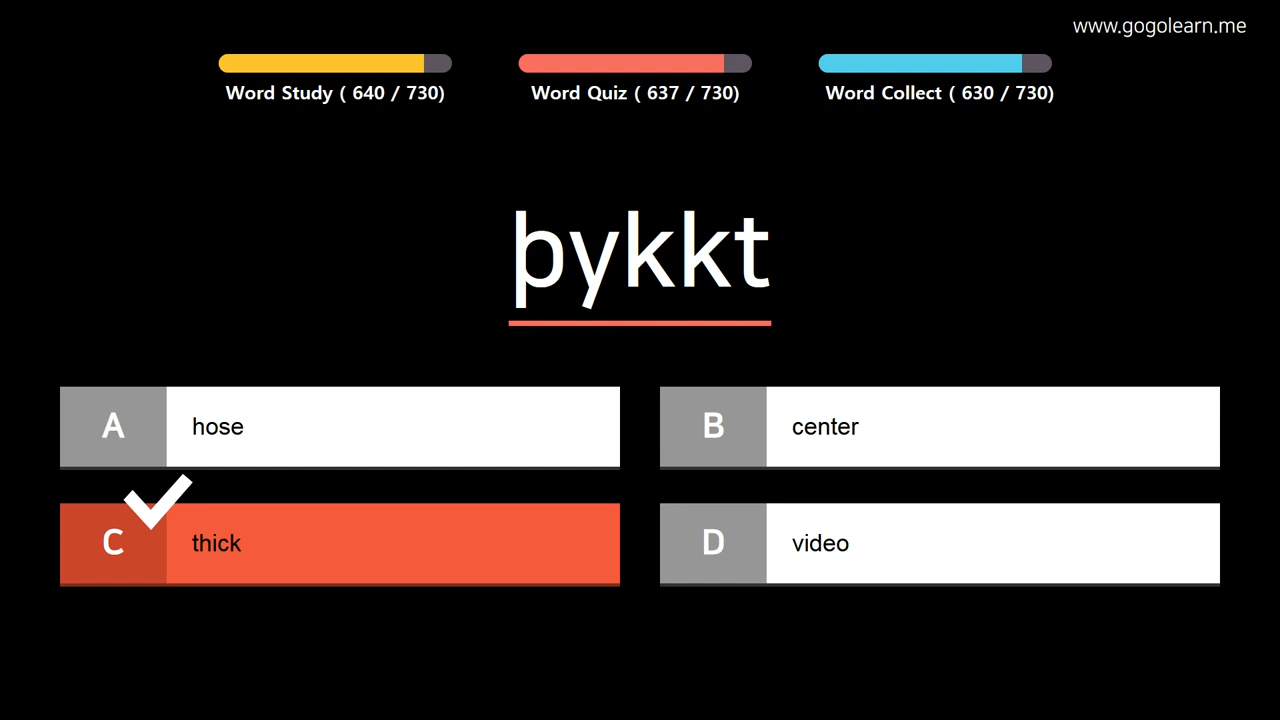 www.gogolearn.me
Word Study ( 640 / 730)
Word Quiz ( 637 / 730)
Word Collect ( 630 / 730)
þykkt
A hose
B center
C thick
D video